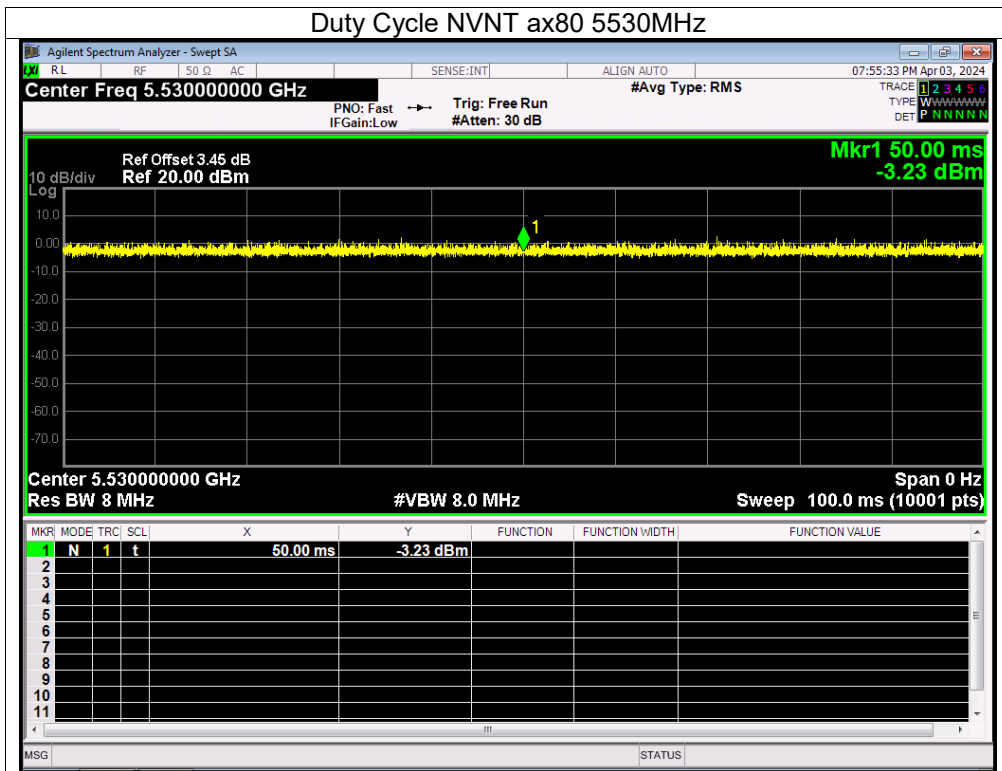 Duty Cycle NVNT ax80 5530MHz
Agilent Spectrum Analyzer - Swept SA
LXI RL RF 50 Ω AC SENSE:INT ALIGN AUTO 07:55:33 PM Apr 03, 2024
Center Freq 5.530000000 GHz #Avg Type: RMS TRACE 1 2 3 4 5 6
PNO: Fast Trig: Free Run TYPE WWWWWW
IFGain:Low #Atten: 30 dB DET P N N N N N
Mkr1 50.00 ms
Ref Offset 3.45 dB
10 dB/div Ref 20.00 dBm -3.23 dBm
Log
10.0
1
0.00
-10.0
-20.0
-30.0
-40.0
-50.0
-60.0
-70.0
Center 5.530000000 GHz Span 0 Hz
Res BW 8 MHz #VBW 8.0 MHz Sweep 100.0 ms (10001 pts)
MKR MODE TRC SCL X Y FUNCTION FUNCTION WIDTH FUNCTION VALUE
1 N 1 t 50.00 ms -3.23 dBm
2
3
4
5
6
7
8
9
10
11
MSG STATUS